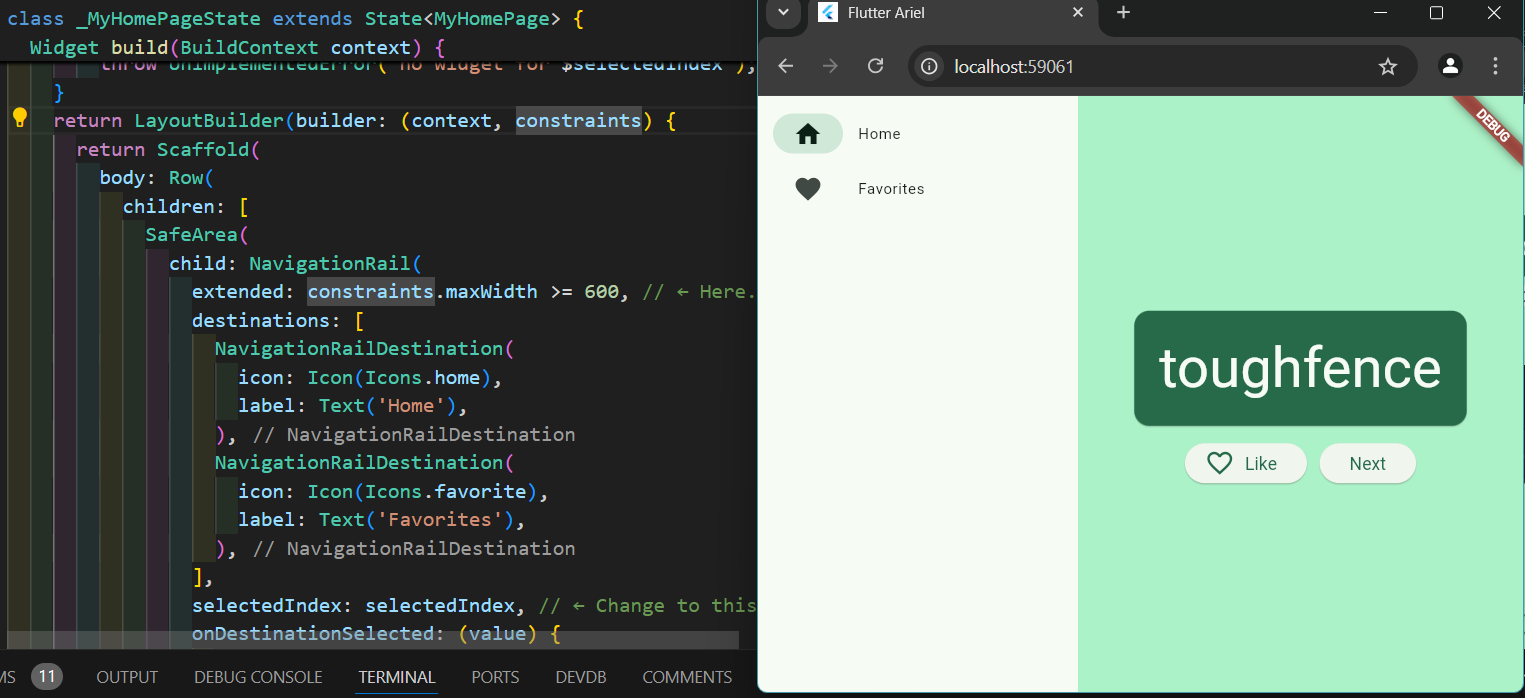 class _MyHomePageState extends State<MyHomePage> {
Widget build(BuildContext context) {
throw UnimplementedError('no widget for $selectedIndex');
}
return LayoutBuilder(builder: (context, constraints) {
return Scaffold(
body: Row(
children: [
SafeArea(
child: NavigationRail(
extended: constraints.maxWidth >= 600, // ← Here.
destinations: [
NavigationRailDestination(
icon: Icon(Icons.home),
label: Text('Home'),
), // NavigationRailDestination
NavigationRailDestination(
icon: Icon(Icons.favorite),
label: Text('Favorites'),
), // NavigationRailDestination
],
selectedIndex: selectedIndex, // ← Change to this
onDestinationSelected: (value) {
MS 11 OUTPUT DEBUG CONSOLE TERMINAL PORTS DEVDB COMMENTS
Flutter Ariel
localhost:59061
DEBUG
Home
Favorites
toughfence
Like Next